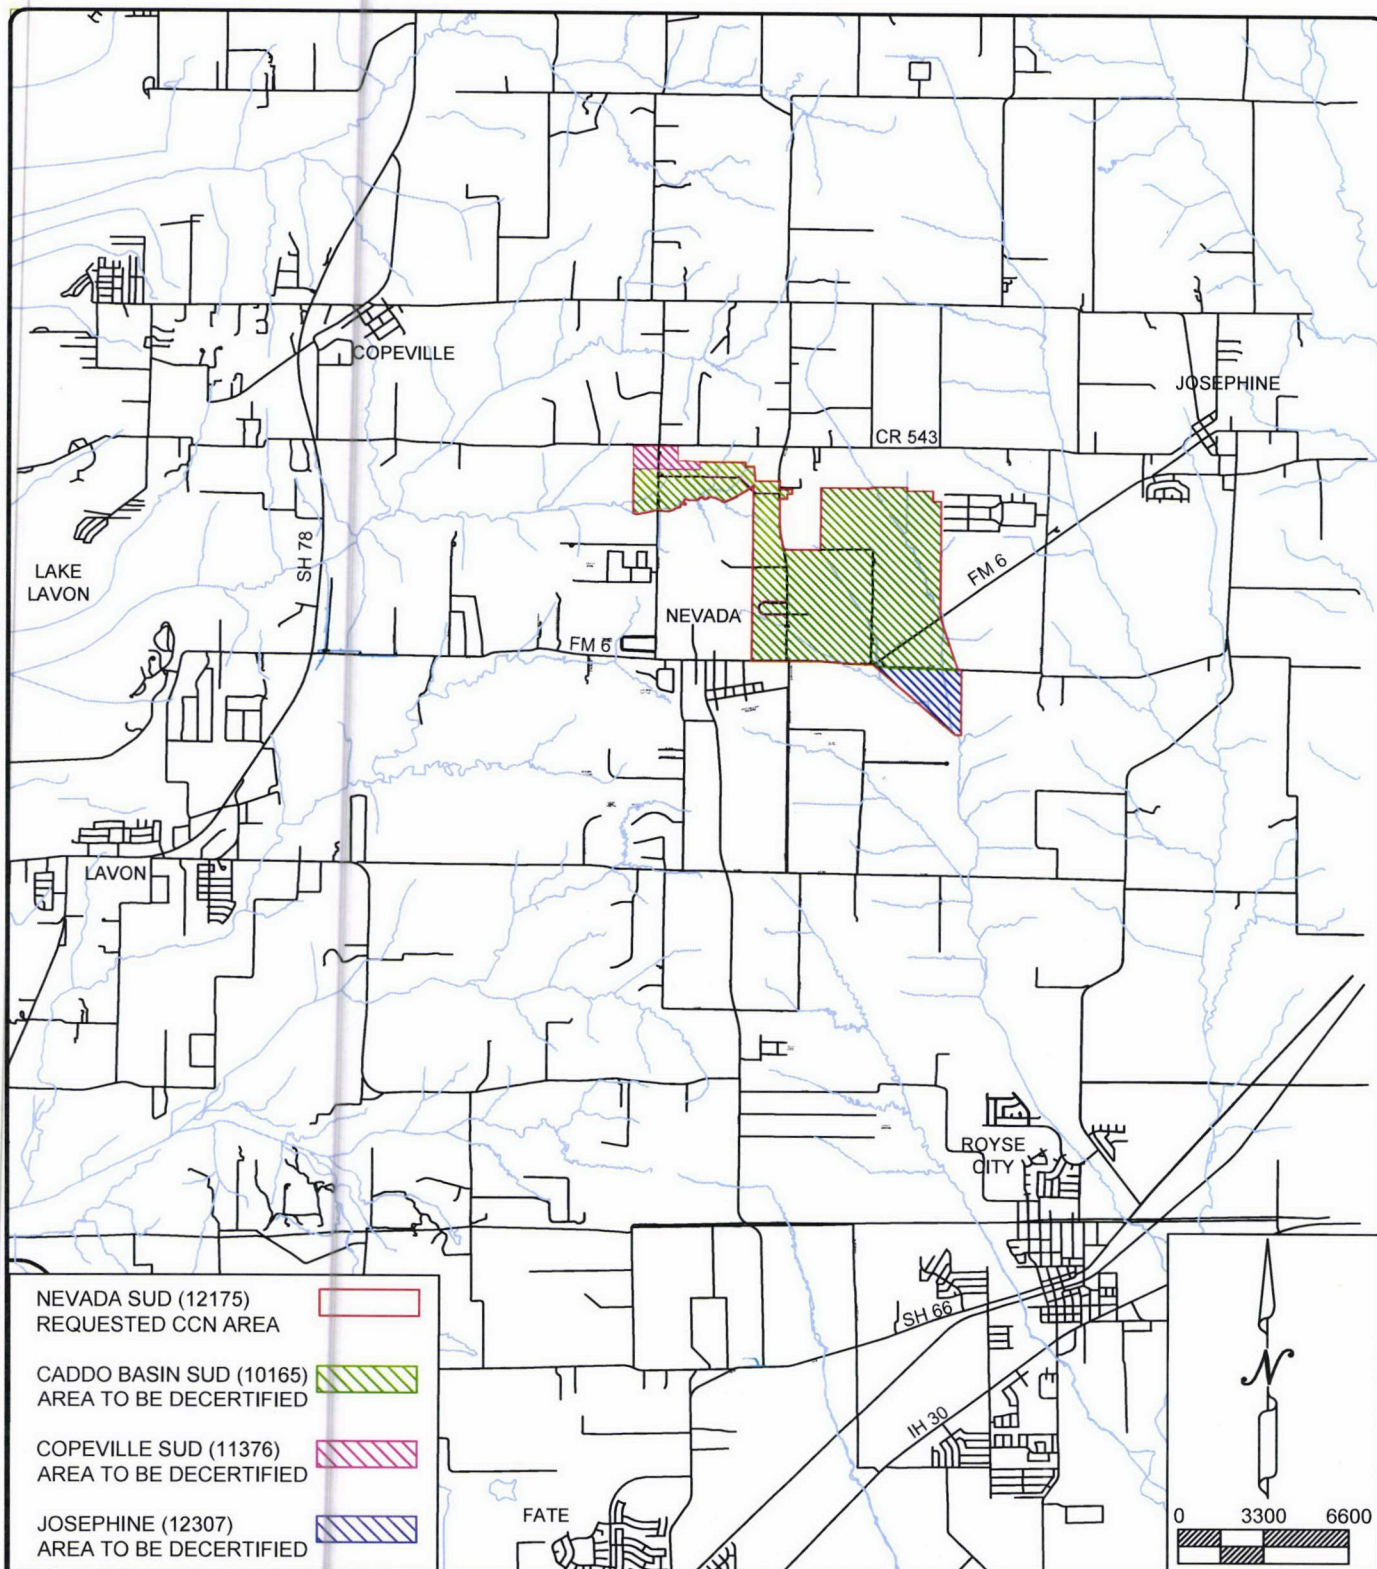 COPEVILLE
JOSEPHINE
CR 543
SH 78
LAKE
LAVON
FM 6
NEVADA
FM 6
LAVON
ROYSE
CITY
SH 66
IH 30
FATE
NEVADA SUD (12175)
REQUESTED CCN AREA
CADDO BASIN SUD (10165)
AREA TO BE DECERTIFIED
COPEVILLE SUD (11376)
AREA TO BE DECERTIFIED
JOSEPHINE (12307)
AREA TO BE DECERTIFIED
N
0 3300 6600